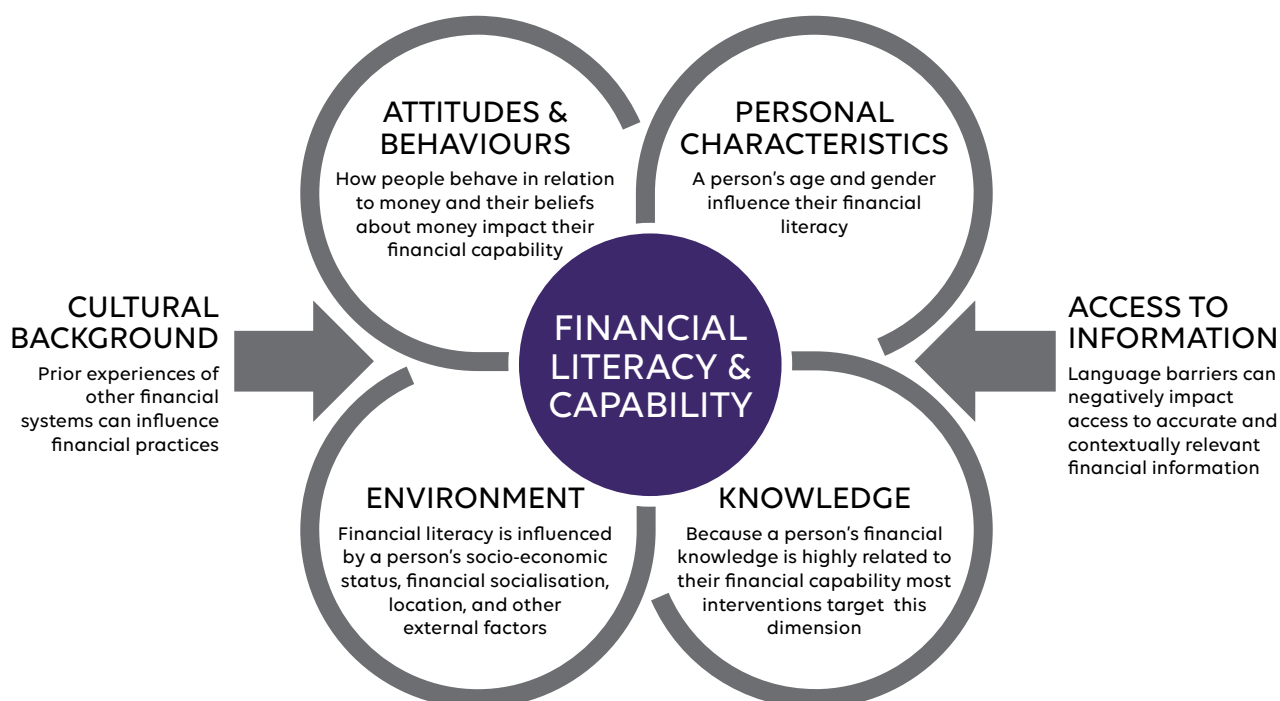 ATTITUDES &
BEHAVIOURS
How people behave in relation
to money and their beliefs
about money impact their
financial capability
PERSONAL
CHARACTERISTICS
A person's age and gender
influence their financial
literacy
CULTURAL
BACKGROUND
Prior experiences of
other financial
systems can influence
financial practices
FINANCIAL
LITERACY &
CAPABILITY
ACCESS TO
INFORMATION
Language barriers can
negatively impact
access to accurate and
contextually relevant
financial information
ENVIRONMENT
Financial literacy is influenced
by a person's socio-economic
status, financial socialisation,
location, and other
external factors
KNOWLEDGE
Because a person's financial
knowledge is highly related to
their financial capability most
interventions target this
dimension